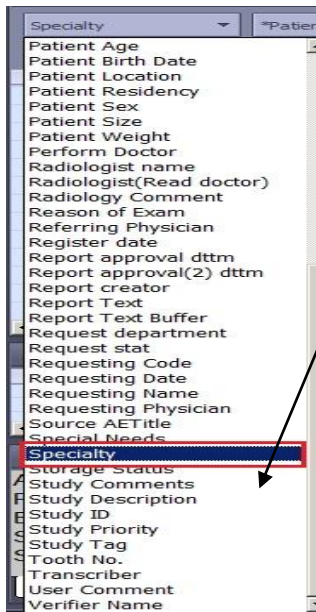 Specialty *Patien
Patient Age
Patient Birth Date
Patient Location
Patient Residency
Patient Sex
Patient Size
Patient Weight
Perform Doctor
Radiologist name
Radiologist(Read doctor)
Radiology Comment
Reason of Exam
Referring Physician
Register date
Report approval dttm
Report approval(2) dttm
Report creator
Report Text
Report Text Buffer
Request department
Request stat
Requesting Code
Requesting Date
Requesting Name
Requesting Physician
Source AETitle
Special Needs
Specialty
Storage Status
Study Comments
Study Description
Study ID
Study Priority
Study Tag
Tooth No.
Transcriber
User Comment
Verifier Name